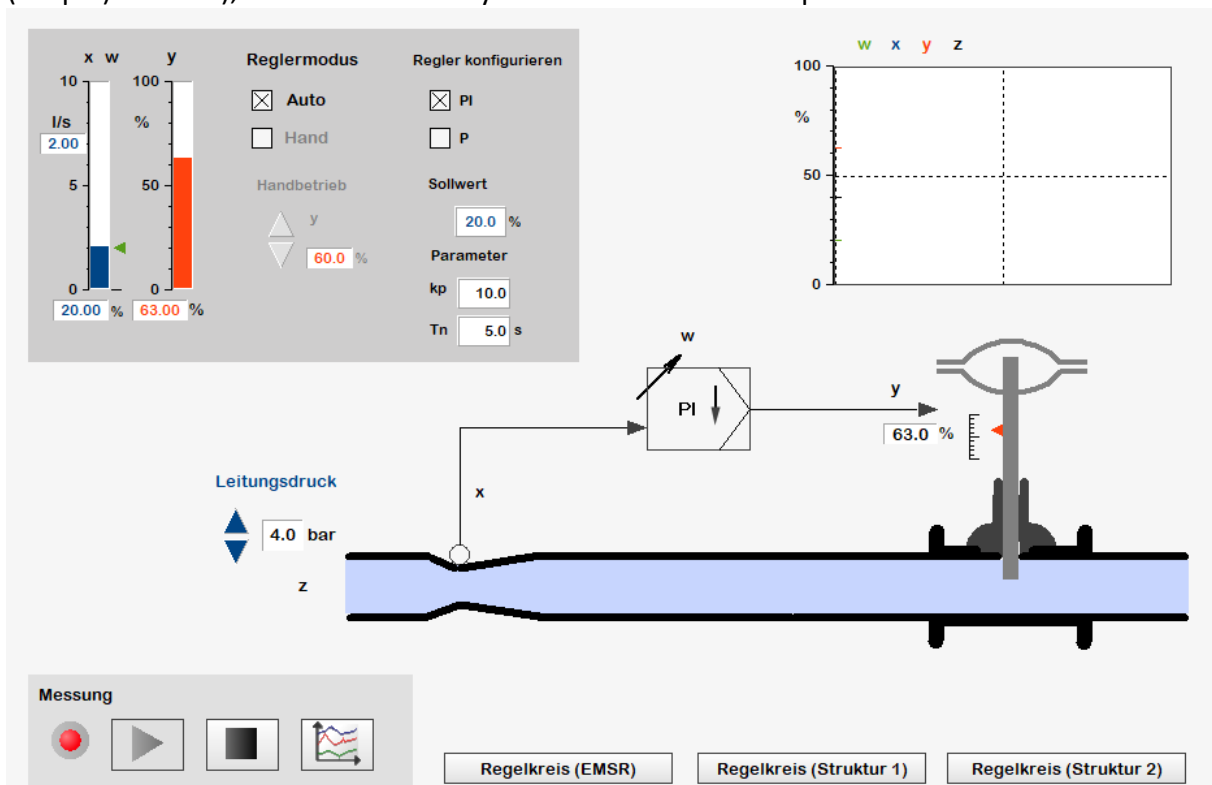 x w y
10 100
l/s %
2.00
5 50
0 0
20.00 % 63.00 %
Reglermodus
Auto
Hand
Handbetrieb
y
60.0 %
Regler konfigurieren
PI
P
Sollwert
20.0 %
Parameter
kp 10.0
Tn 5.0 s
w x y z
100
%
50
0
w
PI
y
63.0 %
x
Leitungsdruck
4.0 bar
z
Messung
Regelkreis (EMSR) Regelkreis (Struktur 1) Regelkreis (Struktur 2)